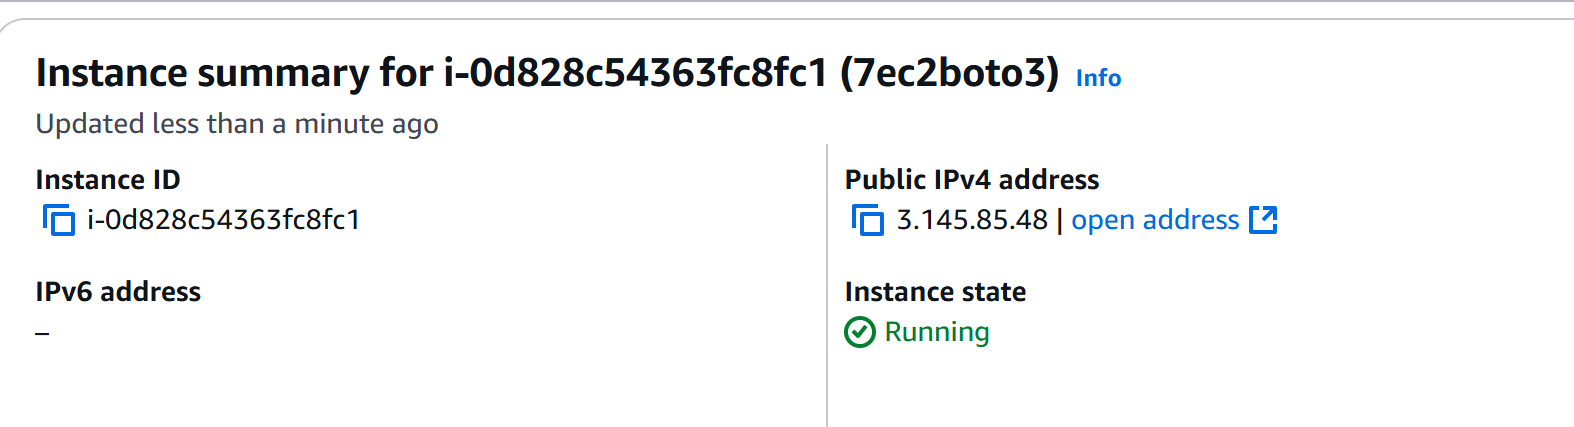 Instance summary for i-0d828c54363fc8fc1 (7ec2boto3) Info
Updated less than a minute ago
Instance ID
i-0d828c54363fc8fc1
Public IPv4 address
3.145.85.48 | open address
IPv6 address
–
Instance state
Running